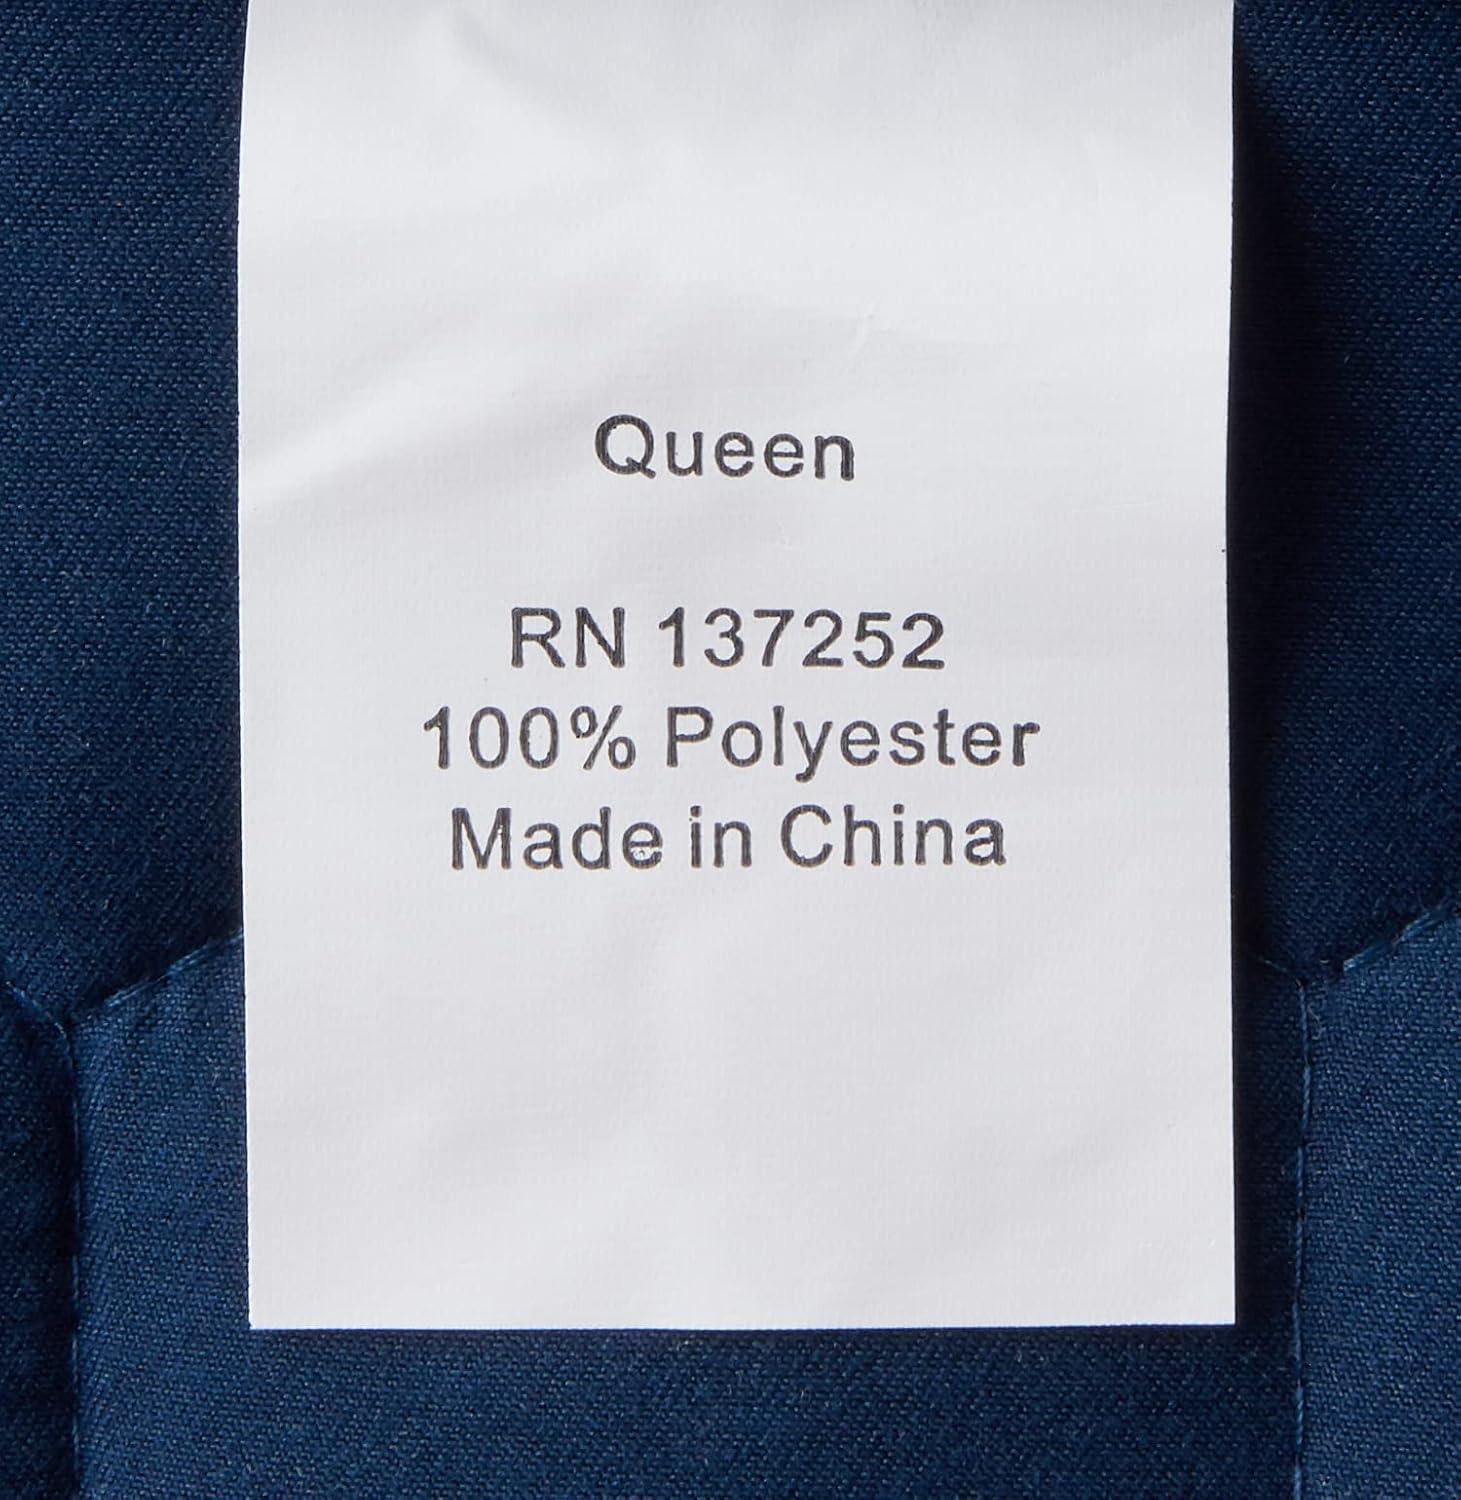 Queen
RN 137252
100% Polyester
Made in China